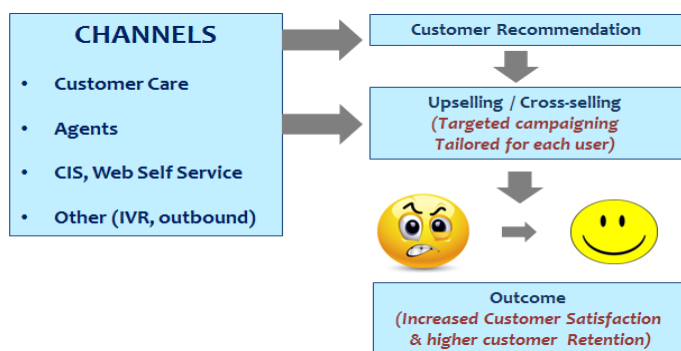 CHANNELS
• Customer Care
• Agents
• CIS, Web Self Service
• Other (IVR, outbound)
Customer Recommendation
Upselling / Cross-selling
(Targeted campaigning
Tailored for each user)
Outcome
(Increased Customer Satisfaction
& higher customer Retention)